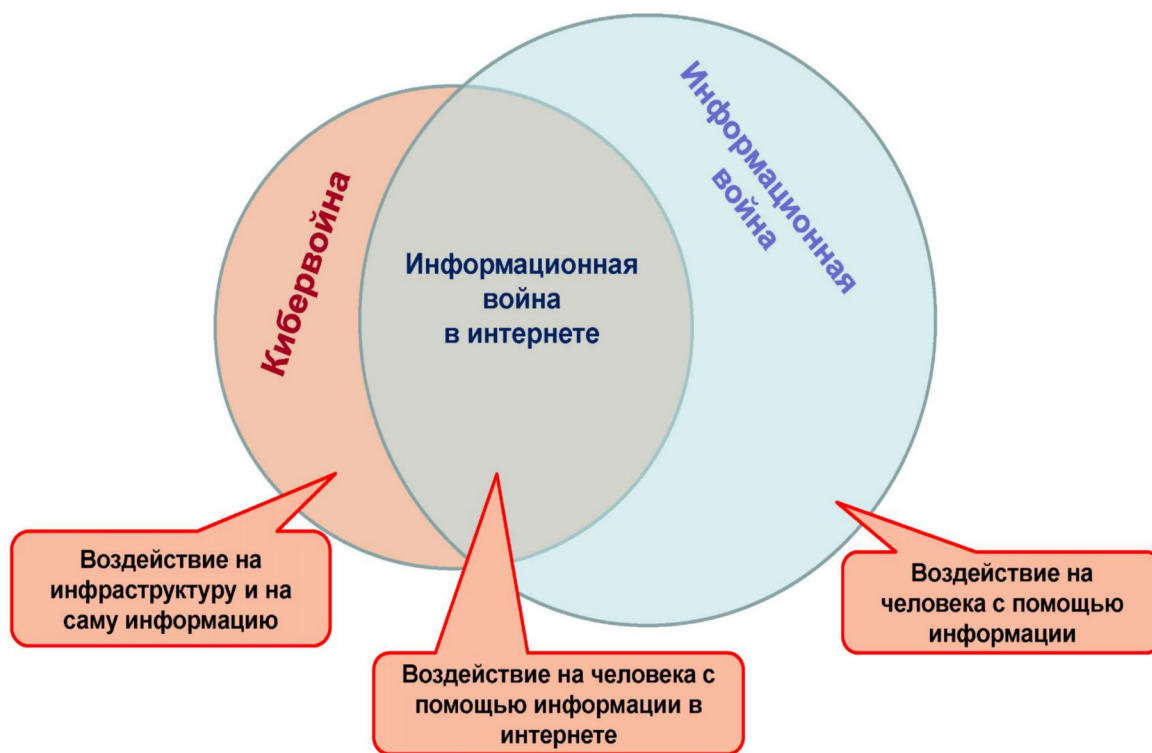 Кибервойна
Информационная
война
в интернете
Информационная
война
Воздействие на
инфраструктуру и на
саму информацию
Воздействие на человека с
помощью информации в
интернете
Воздействие на
человека с помощью
информации